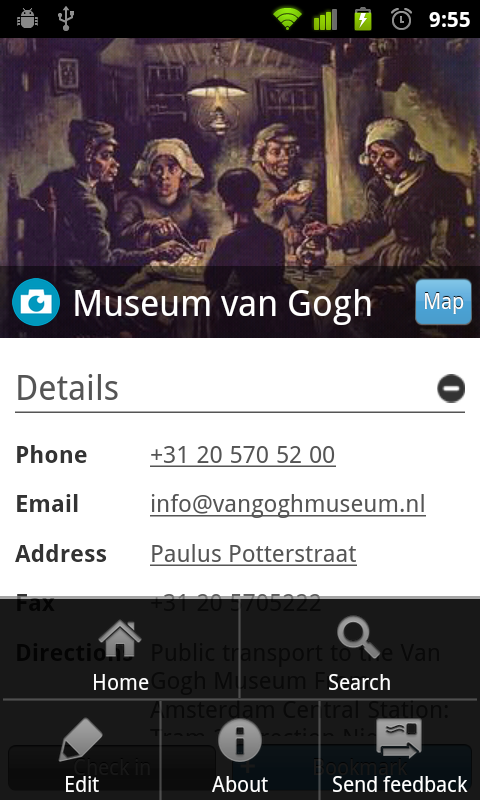 9:55
Museum van Gogh
Map
Details
Phone +31 20 570 52 00
Email info@vangoghmuseum.nl
Address Paulus Potterstraat
Fax +31 20 5705222
Directions Public transport to the Van
Gogh Museum
Amsterdam Central Station:
Home
Search
Check in
Bookmark
Edit
About
Send feedback